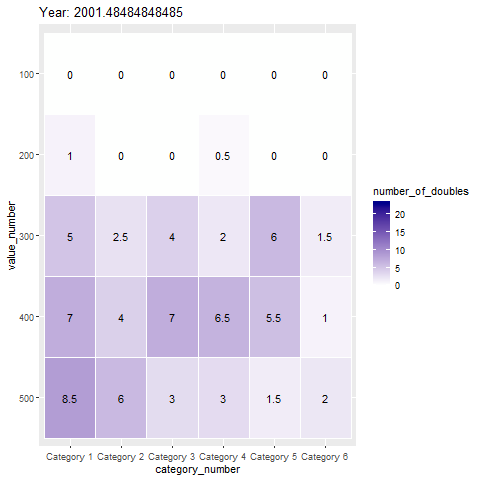 Year: 2001.48484848485
value_number
100 0 0 0 0 0 0
200 1 0 0 0.5 0 0
300 5 2.5 4 2 6 1.5
400 7 4 7 6.5 5.5 1
500 8.5 6 3 3 1.5 2
Category 1 Category 2 Category 3 Category 4 Category 5 Category 6
category_number
number_of_doubles
20
15
10
5
0